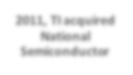 2011, TI acquired
National
Semiconductor